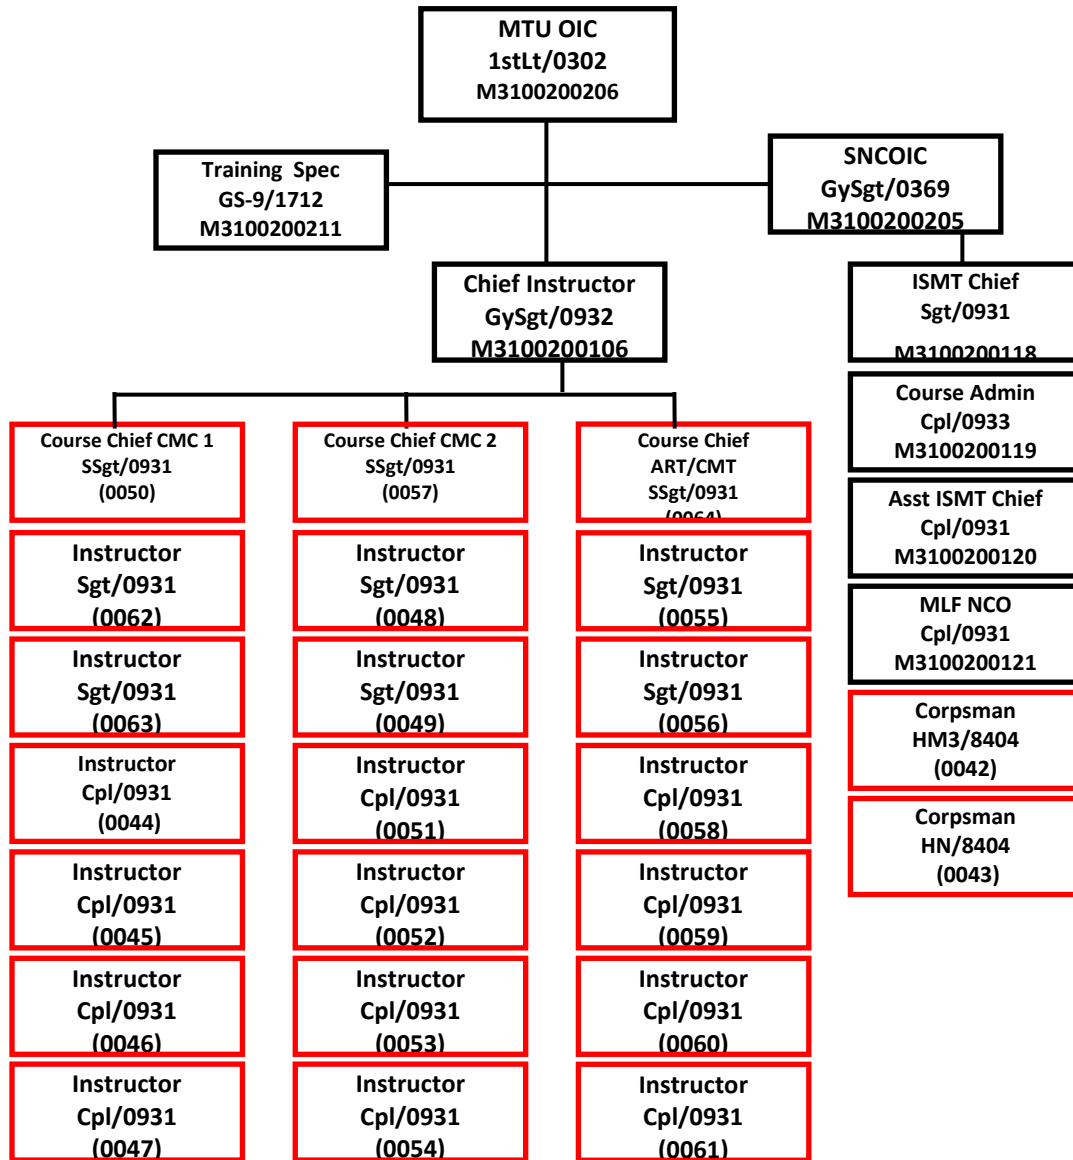 MTU OIC
1stLt/0302
M3100200206
Training Spec
GS-9/1712
M3100200211
SNCOIC
GySgt/0369
M3100200205
Chief Instructor
GySgt/0932
M3100200106
ISMT Chief
Sgt/0931
M3100200118
Course Admin
Cpl/0933
M3100200119
Asst ISMT Chief
Cpl/0931
M3100200120
MLF NCO
Cpl/0931
M3100200121
Corpsman
HM3/8404
(0042)
Corpsman
HN/8404
(0043)
Course Chief CMC 1
SSgt/0931
(0050)
Instructor
Sgt/0931
(0062)
Instructor
Sgt/0931
(0063)
Instructor
Cpl/0931
(0044)
Instructor
Cpl/0931
(0045)
Instructor
Cpl/0931
(0046)
Instructor
Cpl/0931
(0047)
Course Chief CMC 2
SSgt/0931
(0057)
Instructor
Sgt/0931
(0048)
Instructor
Sgt/0931
(0049)
Instructor
Cpl/0931
(0051)
Instructor
Cpl/0931
(0052)
Instructor
Cpl/0931
(0053)
Instructor
Cpl/0931
(0054)
Course Chief
ART/CMT
SSgt/0931
(0064)
Instructor
Sgt/0931
(0055)
Instructor
Sgt/0931
(0056)
Instructor
Cpl/0931
(0058)
Instructor
Cpl/0931
(0059)
Instructor
Cpl/0931
(0060)
Instructor
Cpl/0931
(0061)